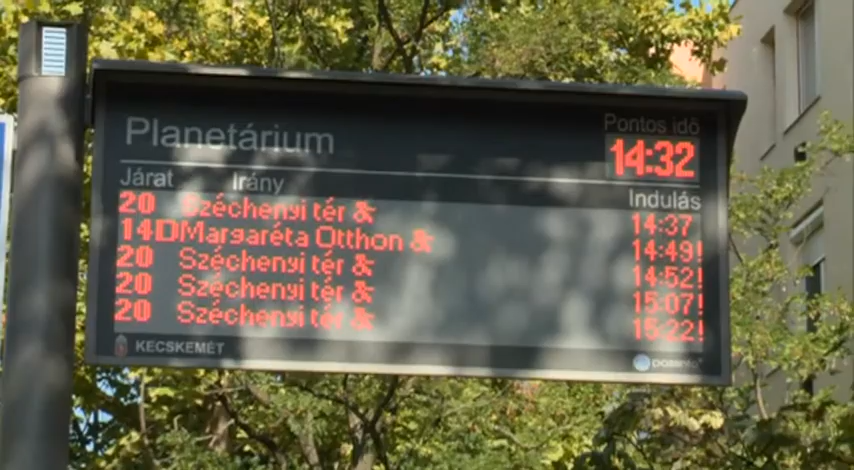 Planetárium Pontos idő
14:32
Járat Irány Indulás
20 Széchenyi tér & 14:37
14D Margaréta Otthon & 14:49!
20 Széchenyi tér & 14:52!
20 Széchenyi tér & 15:07!
20 Széchenyi tér & 15:22!
KECSKEMÉT